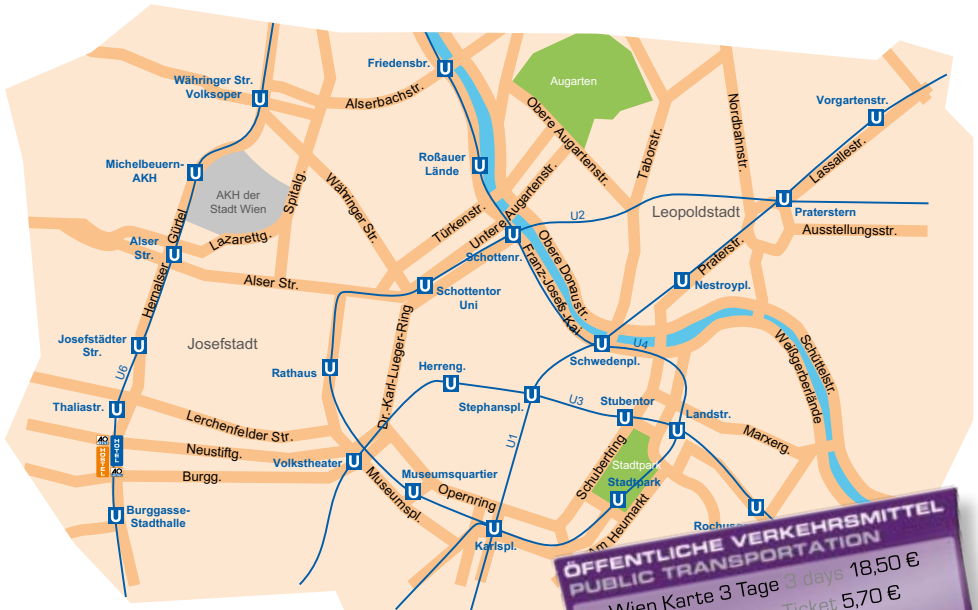 Friedensbr.
Augarten
Währinger Str.
Volksoper
Alserbachstr.
Obere Augartenstr.
Taborstr.
Nordbahnstr.
Vorgartenstr.
Lassallestr.
Michelbeuern-
AKH
AKH der
Stadt Wien
Spitalg.
Währinger Str.
Roßauer
Lände
Türkenstr.
Untere Augartenstr.
U2
Leopoldstadt
Praterstern
Ausstellungsstr.
Alser
Str.
Hernalser Gürtel
Lazarettg.
Alser Str.
Schottenr.
Obere Donaustr.
Franz-Josefs-Kai
Praterstr.
Nestroypl.
Schottentor
Uni
Josefstädter
Str.
Josefstadt
U6
Rathaus
Dr.-Karl-Lueger-Ring
Herreng.
Schwedenpl.
U4
Weißgerberlände
Schüttelstr.
Stephanspl.
U3
Stubentor
Landstr.
Marxerg.
Thaliastr.
Lerchenfelder Str.
Neustiftg.
Burgg.
HOSTEL
HOTEL
Volkstheater
Museumspl.
Museumsquartier
Opernring
U1
Schubertring
Stadtpark
Stadtpark
Am Heumarkt
Burggasse-
Stadthalle
Karlspl.
ÖFFENTLICHE VERKEHRSMITTEL
PUBLIC TRANSPORTATION
Wien Karte 3 Tage 3 days 18,50 €
Ticket 5,70 €